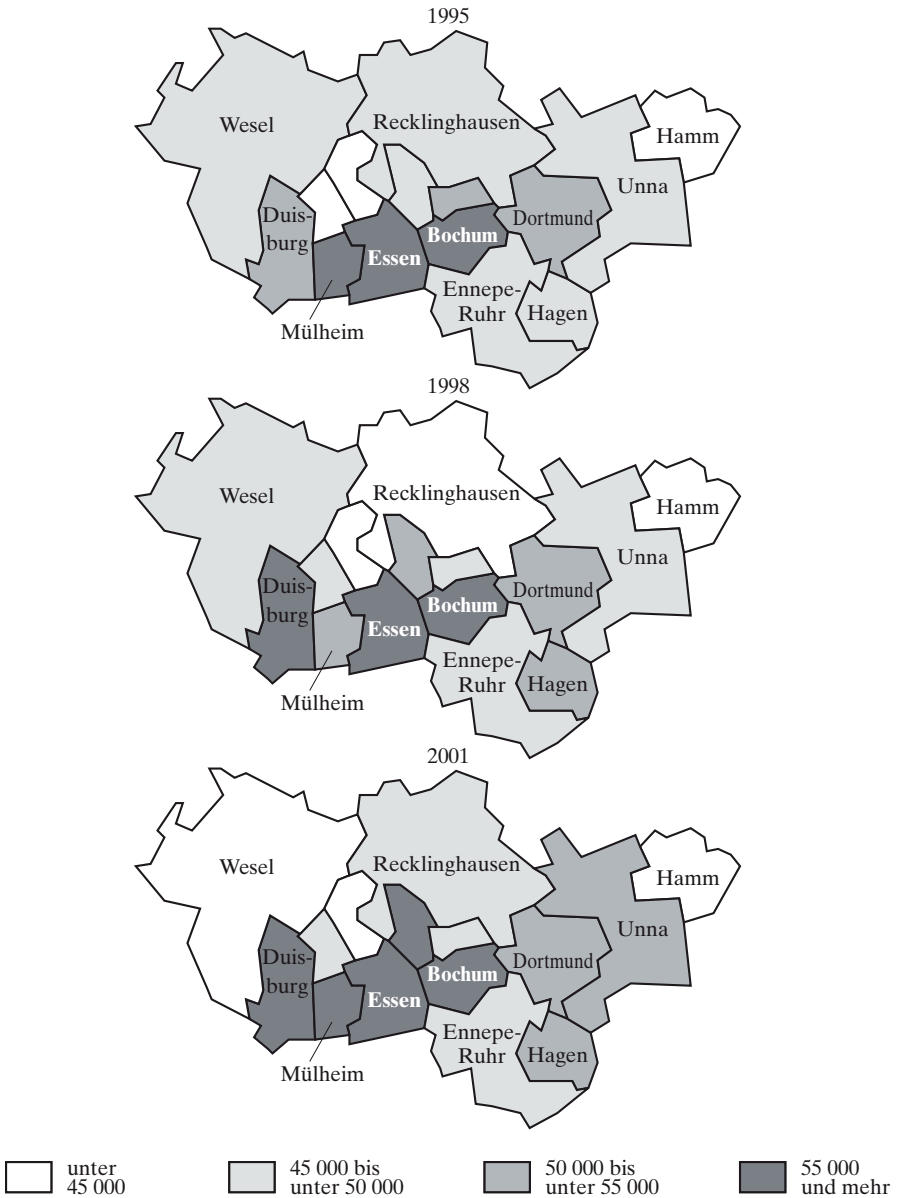 1995
Wesel
Recklinghausen
Hamm
Unna
Duis-
burg
Dortmund
Bochum
Essen
Ennepe-
Ruhr
Hagen
Mülheim
1998
Wesel
Recklinghausen
Hamm
Unna
Duis-
burg
Dortmund
Bochum
Essen
Ennepe-
Ruhr
Hagen
Mülheim
2001
Wesel
Recklinghausen
Hamm
Unna
Duis-
burg
Dortmund
Bochum
Essen
Ennepe-
Ruhr
Hagen
Mülheim
unter
45 000
45 000 bis
unter 50 000
50 000 bis
unter 55 000
55 000
und mehr